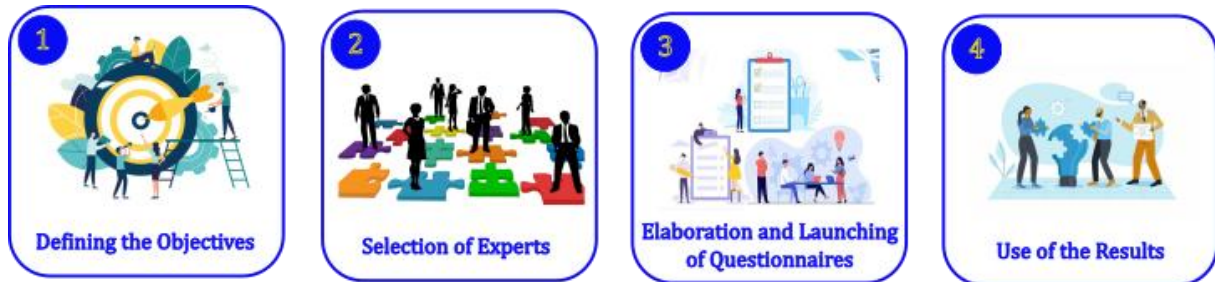 1
2
3
4
Defining the Objectives
Selection of Experts
Elaboration and Launching
of Questionnaires
Use of the Results